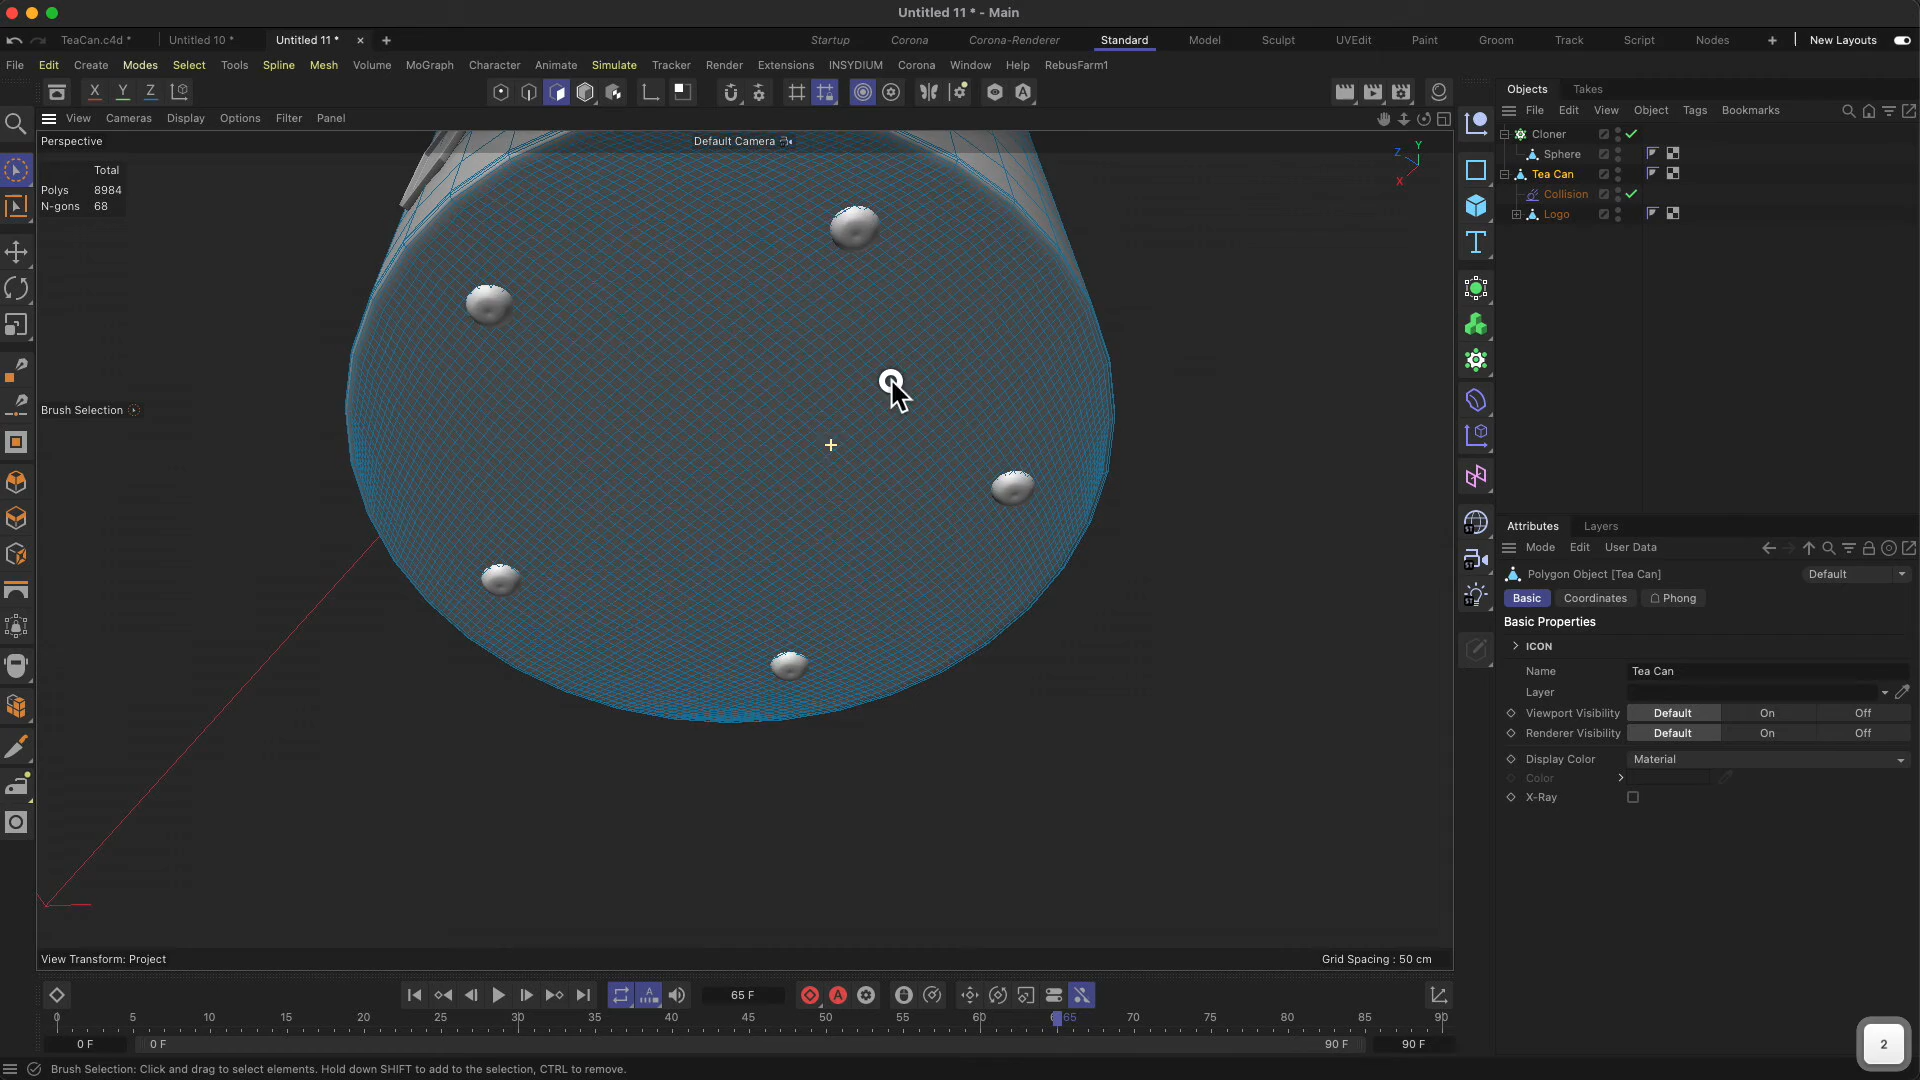 Untitled 11 * - Main
TeaCan.c4d *
Untitled 10 *
Untitled 11 *
Startup
Corona
Corona-Renderer
Standard
Model
Sculpt
UVEdit
Paint
Groom
Track
Script
Nodes
New Layouts
File Edit Create Modes Select Tools Spline Mesh Volume MoGraph Character Animate Simulate Tracker Render Extensions INSYDIUM Corona Window Help RebusFarm1
X Y Z
Objects Takes
View Cameras Display Options Filter Panel
File Edit View Object Tags Bookmarks
Perspective
Default Camera
Cloner
Sphere
Tea Can
Collision
Logo
Y
Z
X
Total
Polys 8984
N-gons 68
Brush Selection
Attributes Layers
Mode Edit User Data
Polygon Object [Tea Can]
Default
Basic Coordinates Phong
Basic Properties
ICON
Name Tea Can
Layer
Viewport Visibility Default On Off
Renderer Visibility Default On Off
Display Color Material
Color
X-Ray
View Transform: Project
Grid Spacing : 50 cm
65 F
0 5 10 15 20 25 30 35 40 45 50 55 60 65 70 75 80 85 90
0 F 0 F 90 F 90 F
Brush Selection: Click and drag to select elements. Hold down SHIFT to add to the selection, CTRL to remove.
2